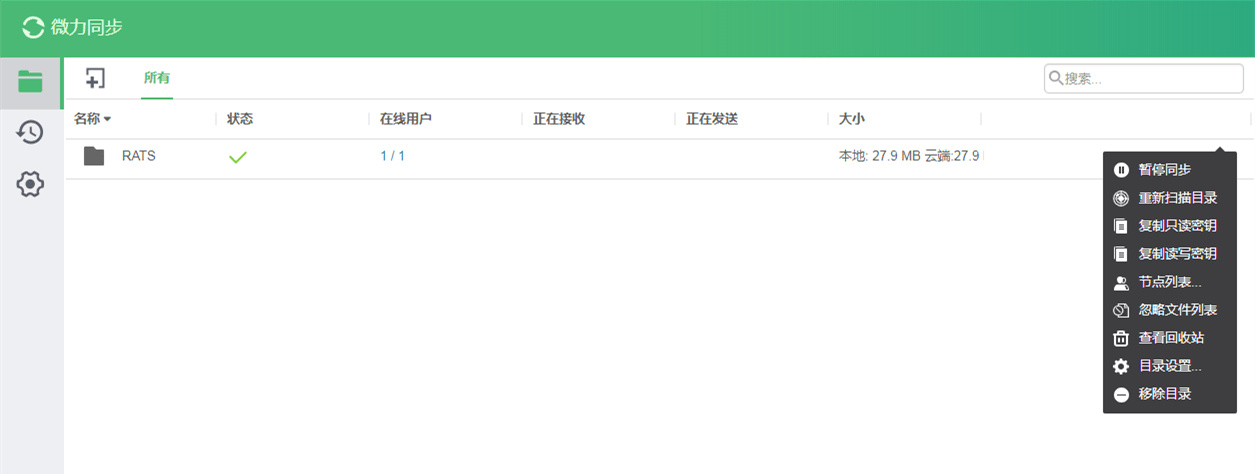 微力同步
所有
搜索...
名称 状态 在线用户 正在接收 正在发送 大小
RATS 1 / 1 本地: 27.9 MB 云端:27.9
暂停同步
重新扫描目录
复制只读密钥
复制读写密钥
节点列表...
忽略文件列表
查看回收站
目录设置...
移除目录